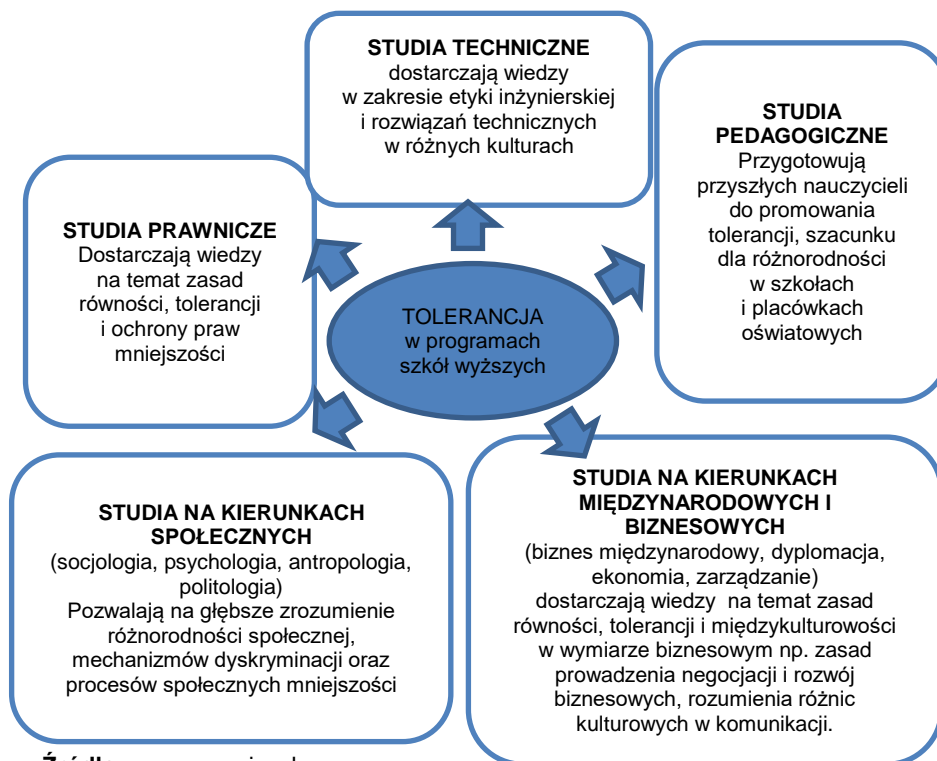 STUDIA TECHNICZNE
dostarczają wiedzy
w zakresie etyki inżynierskiej
i rozwiązań technicznych
w różnych kulturach
STUDIA
PEDAGOGICZNE
Przygotowują
przyszłych nauczycieli
do promowania
tolerancji, szacunku
dla różnorodności
w szkołach
i placówkach
oświatowych
STUDIA PRAWNICZE
Dostarczają wiedzy
na temat zasad
równości, tolerancji
i ochrony praw
mniejszości
TOLERANCJA
w programach
szkół wyższych
STUDIA NA KIERUNKACH
SPOŁECZNYCH
(socjologia, psychologia, antropologia,
politologia)
Pozwalają na głębsze zrozumienie
różnorodności społecznej,
mechanizmów dyskryminacji oraz
procesów społecznych mniejszości
STUDIA NA KIERUNKACH
MIĘDZYNARODOWYCH I
BIZNESOWYCH
(biznes międzynarodowy, dyplomacja,
ekonomia, zarządzanie)
dostarczają wiedzy  na temat zasad
równości, tolerancji i międzykulturowości
w wymiarze biznesowym np. zasad
prowadzenia negocjacji i rozwój
biznesowych, rozumienia różnic
kulturowych w komunikacji.